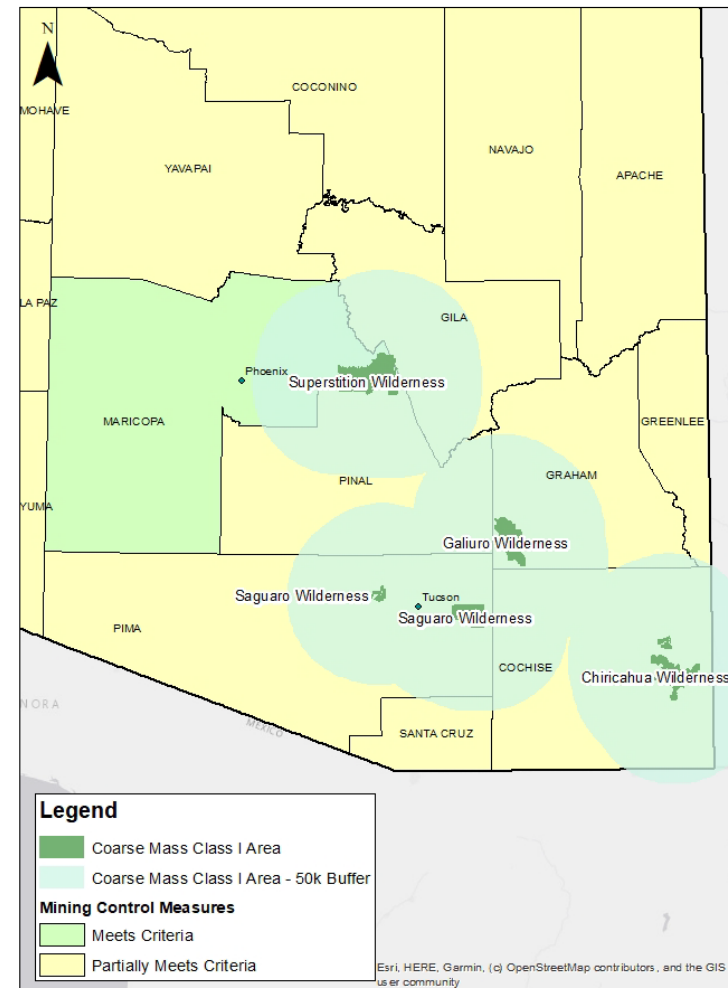 N
COCONINO
MOHAVE
NAVAJO
YAVAPAI
APACHE
LA PAZ
GILA
Phoenix
Superstition Wilderness
MARICOPA
GREENLEE
PINAL
GRAHAM
YUMA
Galiuro Wilderness
Saguaro Wilderness
Tucson
Saguaro Wilderness
PIMA
COCHISE
Chiricahua Wilderness
NORA
MEXICO
SANTA CRUZ
Legend
Coarse Mass Class I Area
Coarse Mass Class I Area - 50k Buffer
Mining Control Measures
Meets Criteria
Partially Meets Criteria
Esri, HERE, Garmin, (c) OpenStreetMap contributors, and the GIS
user community